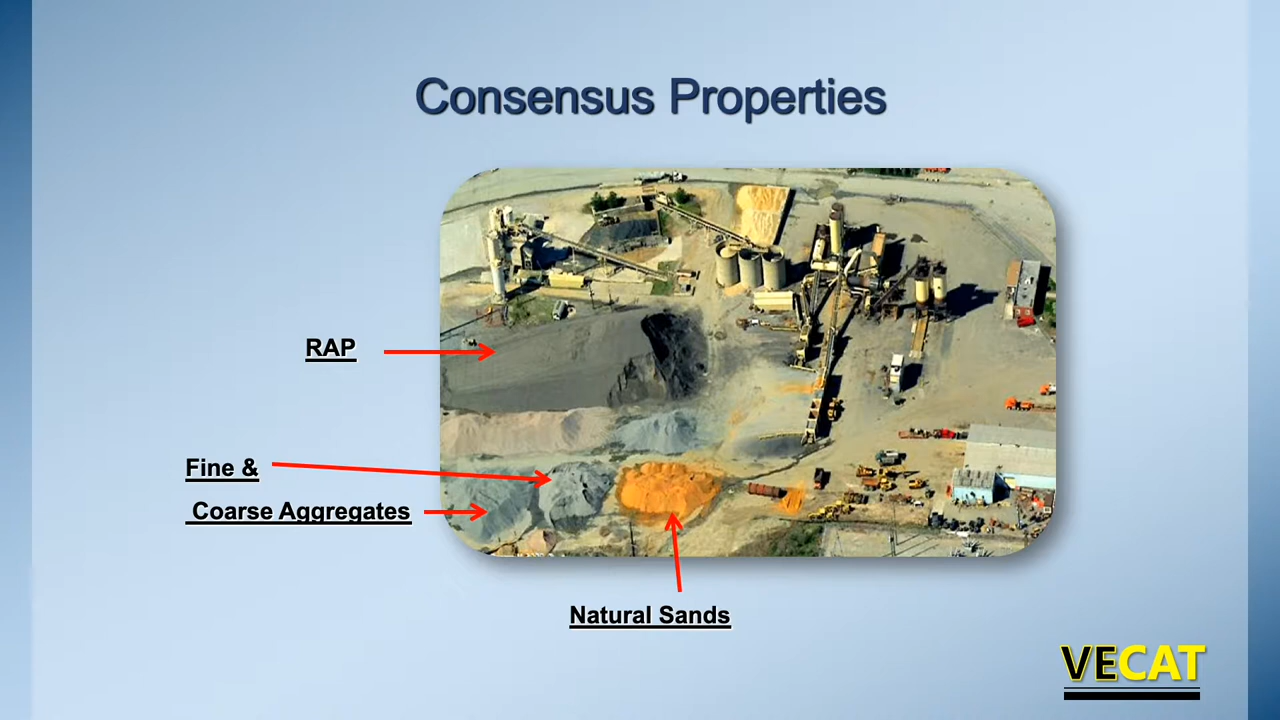 Consensus Properties
RAP
Fine &
Coarse Aggregates
Natural Sands
VECAT